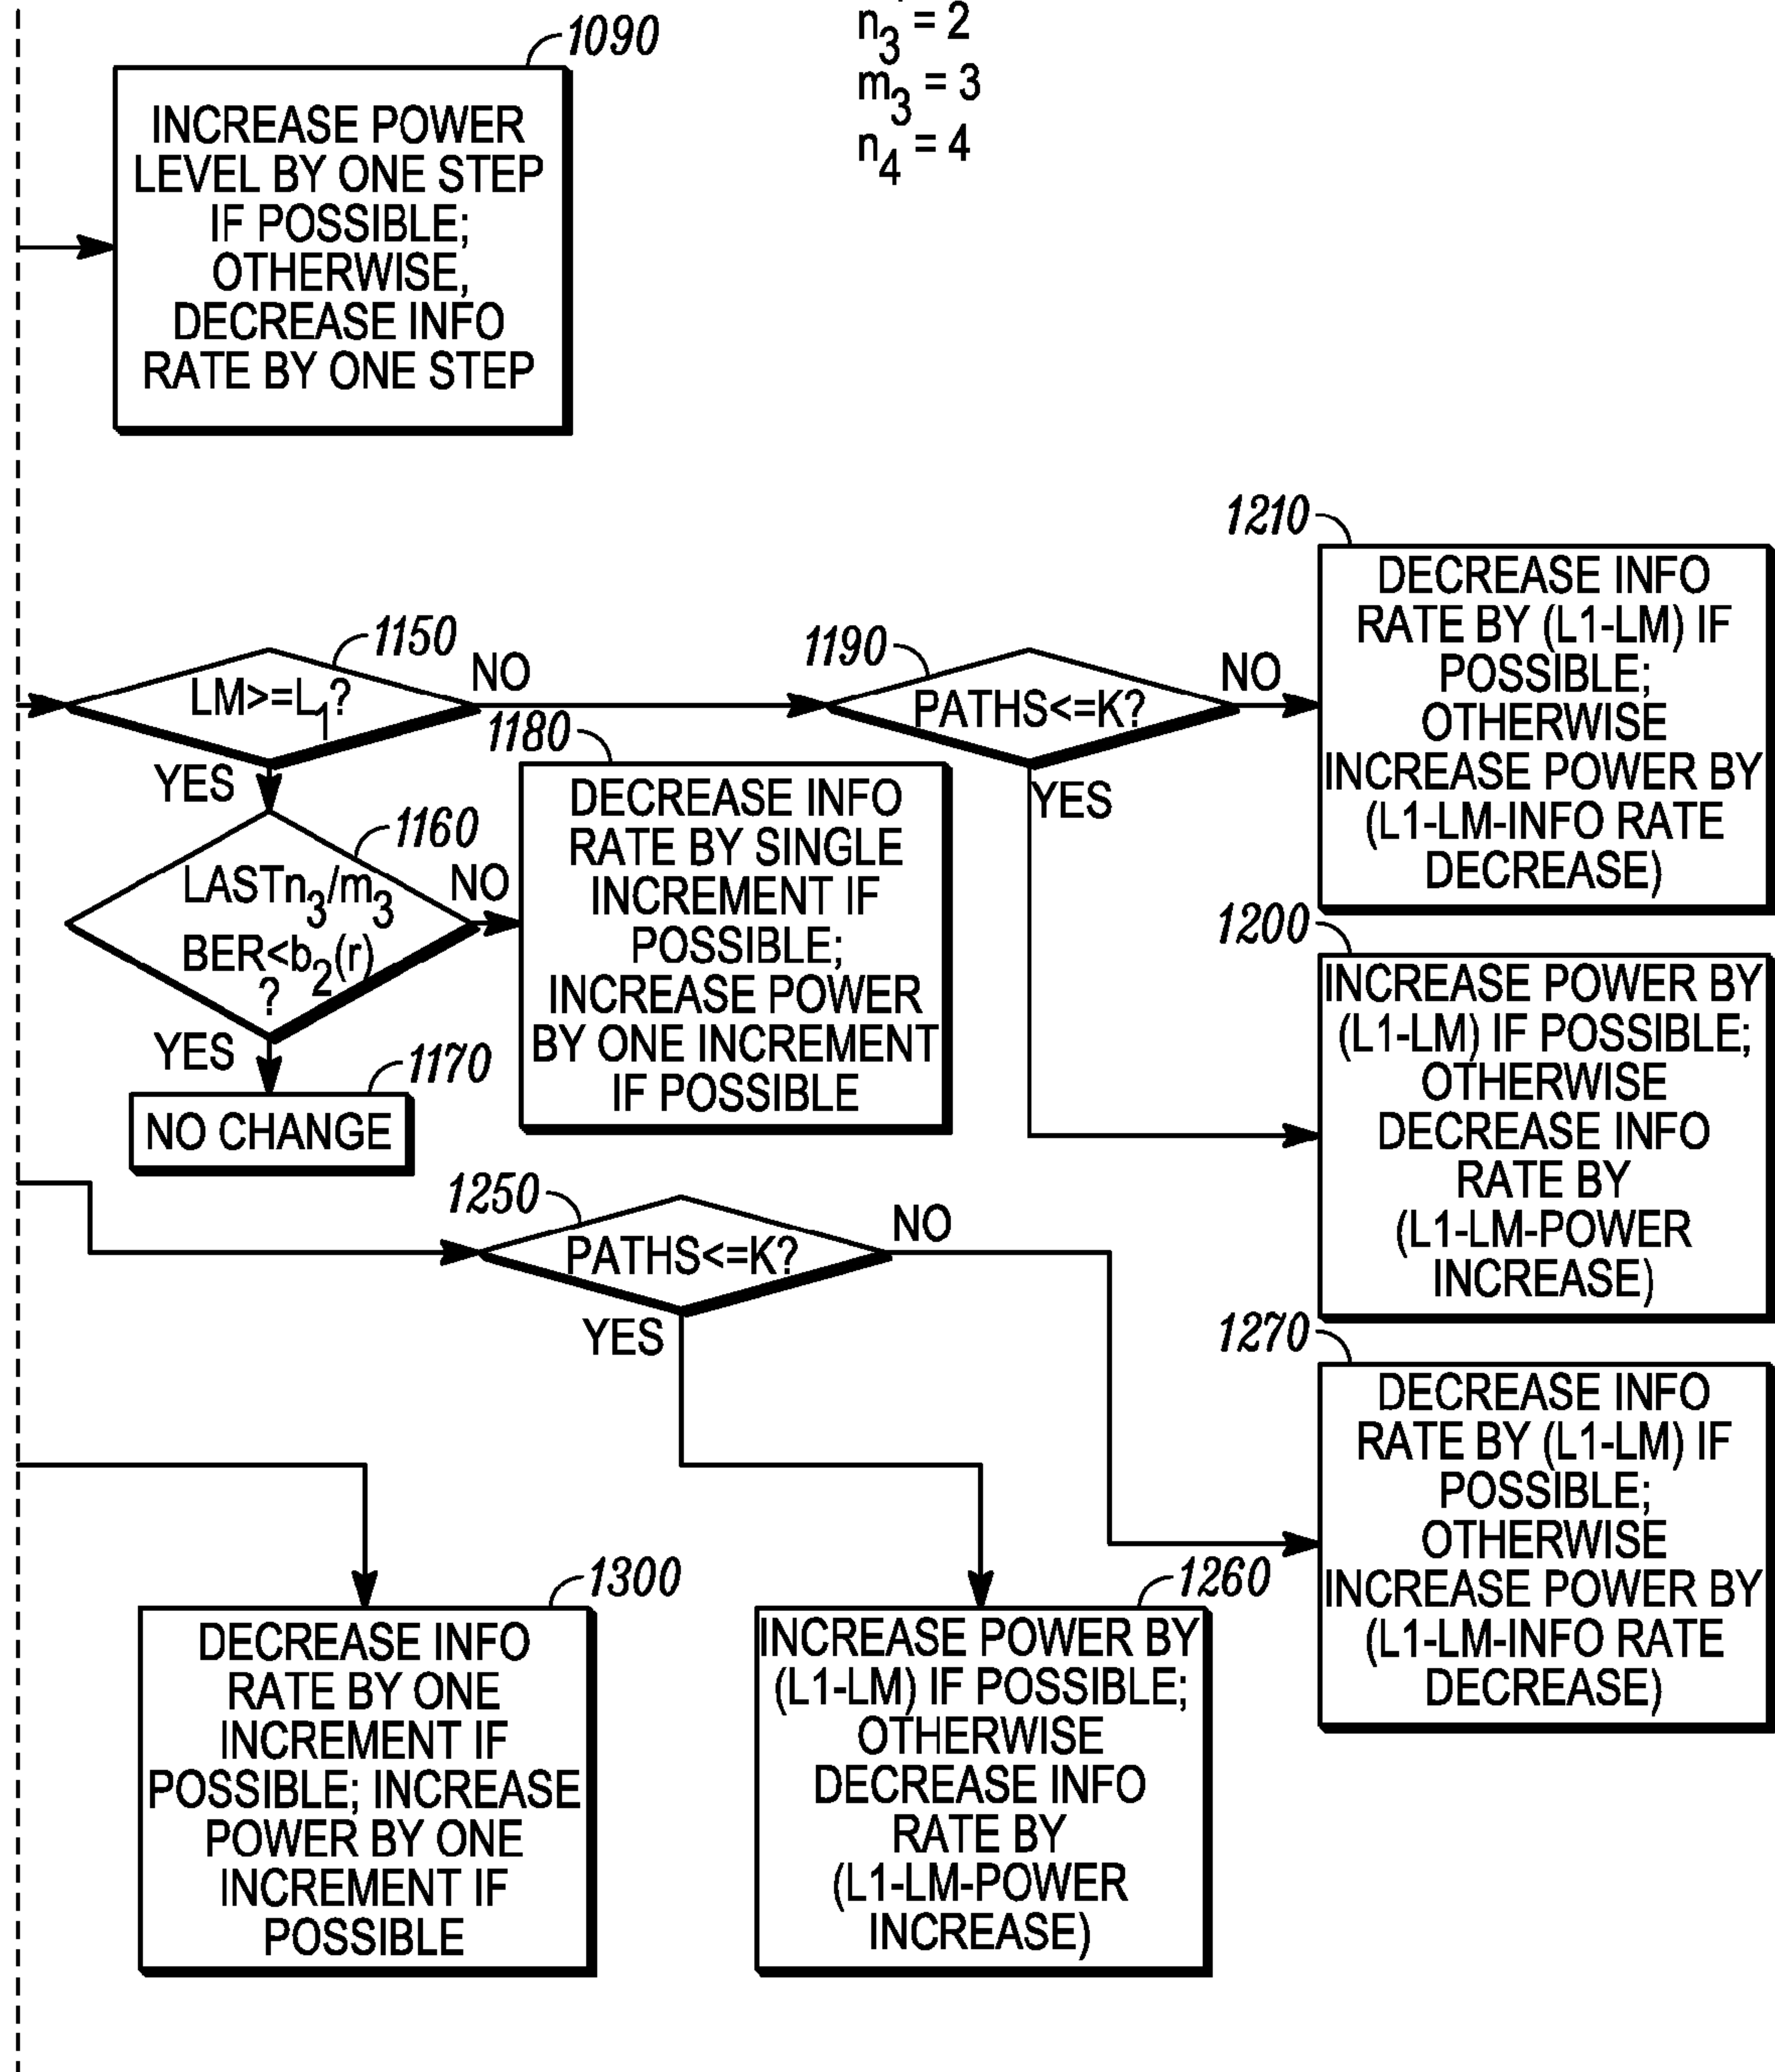 n3 = 2
m3 = 3
n4 = 4
1090
INCREASE POWER
LEVEL BY ONE STEP
IF POSSIBLE;
OTHERWISE,
DECREASE INFO
RATE BY ONE STEP
1150
LM>=L1?
NO
YES
1190
PATHS<=K?
NO
YES
1210
DECREASE INFO
RATE BY (L1-LM) IF
POSSIBLE;
OTHERWISE
INCREASE POWER BY
(L1-LM-INFO RATE
DECREASE)
1160
LASTn3/m3
BER<b2(r)
?
NO
YES
1180
DECREASE INFO
RATE BY SINGLE
INCREMENT IF
POSSIBLE;
INCREASE POWER
BY ONE INCREMENT
IF POSSIBLE
1170
NO CHANGE
1200
INCREASE POWER BY
(L1-LM) IF POSSIBLE;
OTHERWISE
DECREASE INFO
RATE BY
(L1-LM-POWER
INCREASE)
1250
PATHS<=K?
NO
YES
1270
DECREASE INFO
RATE BY (L1-LM) IF
POSSIBLE;
OTHERWISE
INCREASE POWER BY
(L1-LM-INFO RATE
DECREASE)
1300
DECREASE INFO
RATE BY ONE
INCREMENT IF
POSSIBLE; INCREASE
POWER BY ONE
INCREMENT IF
POSSIBLE
1260
INCREASE POWER BY
(L1-LM) IF POSSIBLE;
OTHERWISE
DECREASE INFO
RATE BY
(L1-LM-POWER
INCREASE)